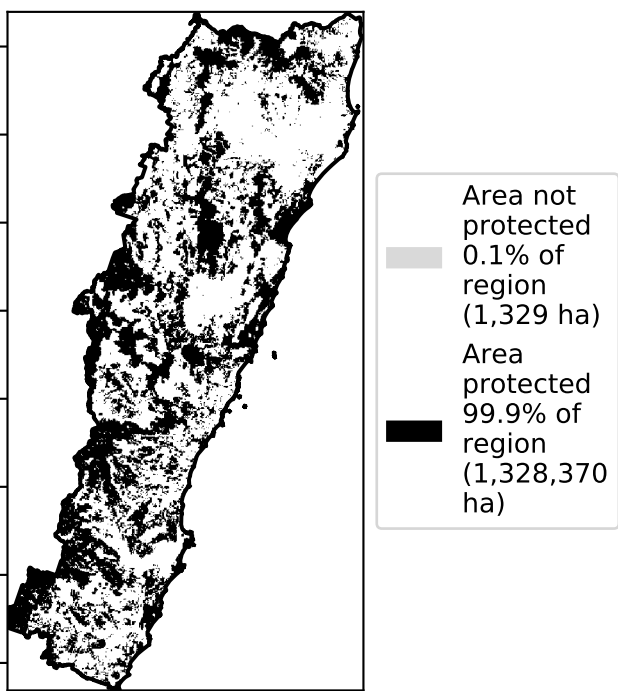 Area not
protected
0.1% of
region
(1,329 ha)
Area
protected
99.9% of
region
(1,328,370
ha)